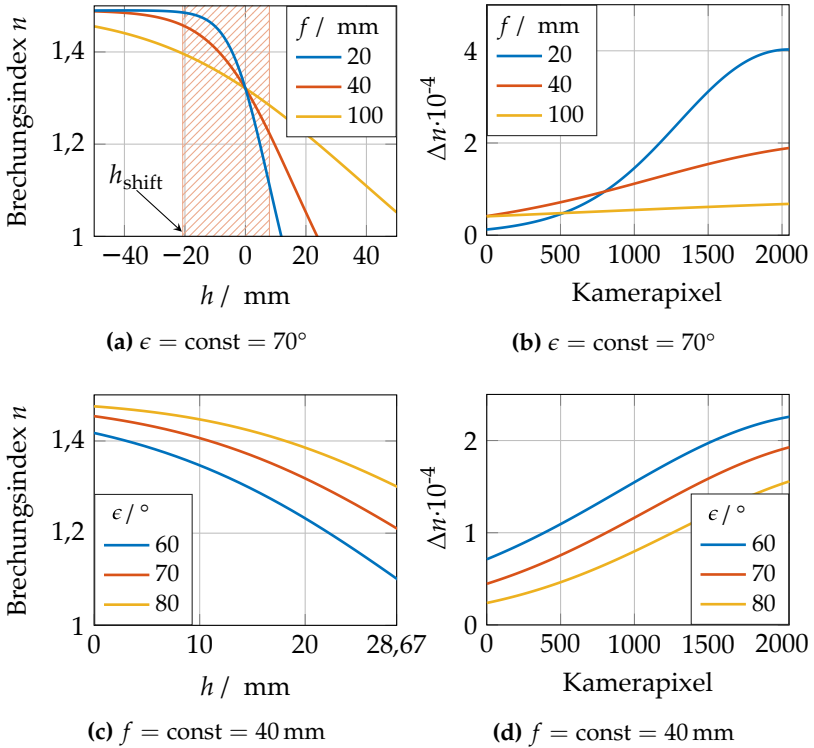 Brechungsindex n
1,4
1,2
1
−40
−20
0
20
40
h / mm
f / mm
20
40
100
h_shift
(a) ϵ = const = 70°
Δn·10⁻⁴
4
2
0
0
500
1000
1500
2000
Kamerapixel
f / mm
20
40
100
(b) ϵ = const = 70°
Brechungsindex n
1,4
1,2
1
0
10
20
28,67
h / mm
ϵ / °
60
70
80
(c) f = const = 40 mm
Δn·10⁻⁴
2
1
0
0
500
1000
1500
2000
Kamerapixel
ϵ / °
60
70
80
(d) f = const = 40 mm